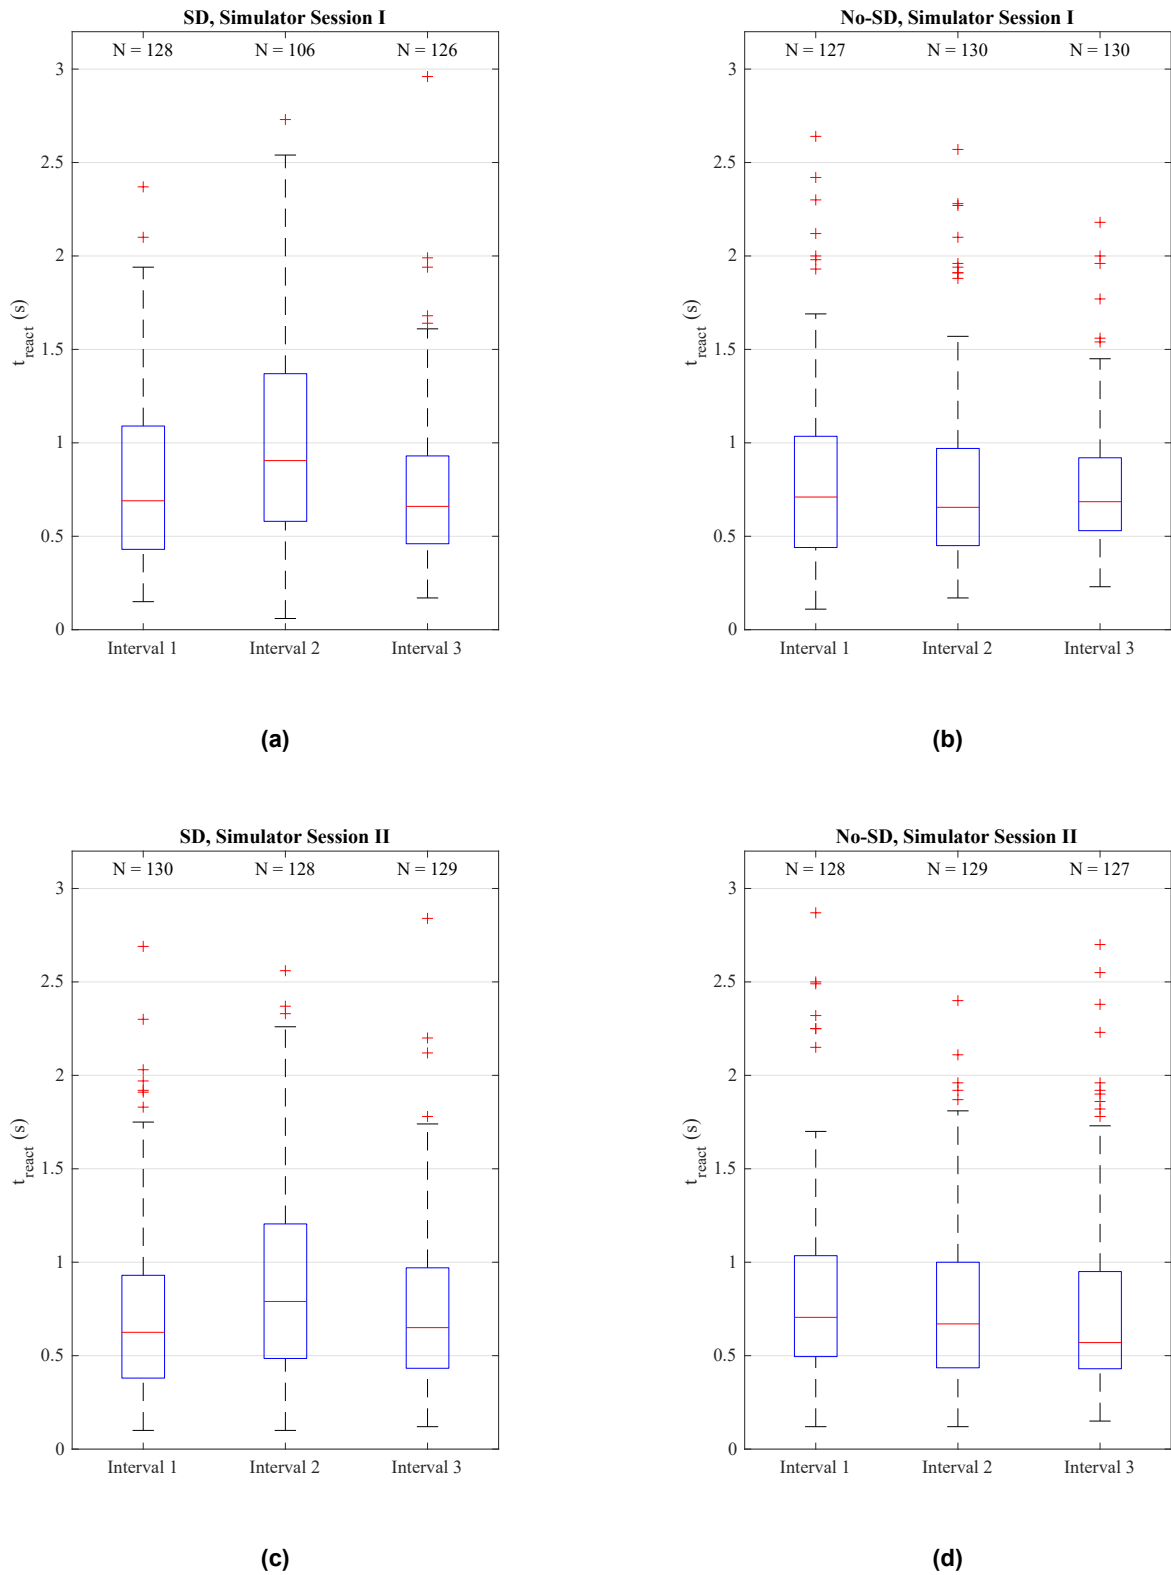 SD, Simulator Session I
N = 128 N = 106 N = 126
3
2.5
2
1.5
1
0.5
0
t_react (s)
Interval 1 Interval 2 Interval 3
(a)
No-SD, Simulator Session I
N = 127 N = 130 N = 130
3
2.5
2
1.5
1
0.5
0
t_react (s)
Interval 1 Interval 2 Interval 3
(b)
SD, Simulator Session II
N = 130 N = 128 N = 129
3
2.5
2
1.5
1
0.5
0
t_react (s)
Interval 1 Interval 2 Interval 3
(c)
No-SD, Simulator Session II
N = 128 N = 129 N = 127
3
2.5
2
1.5
1
0.5
0
t_react (s)
Interval 1 Interval 2 Interval 3
(d)